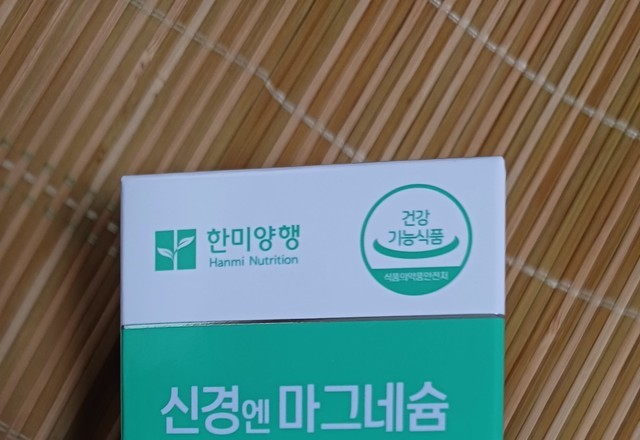 한미양행
Hanmi Nutrition
건강
기능식품
식품의약품안전처
신경엔 마그네슘